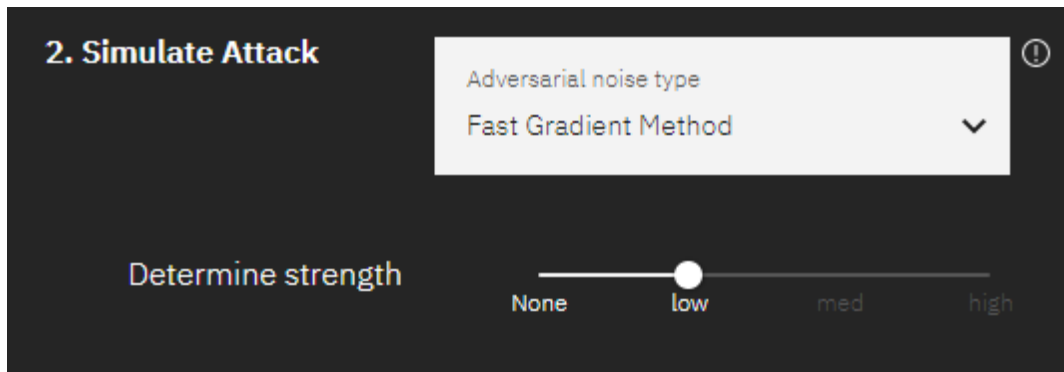 2. Simulate Attack
Adversarial noise type
Fast Gradient Method
Determine strength
None low med high